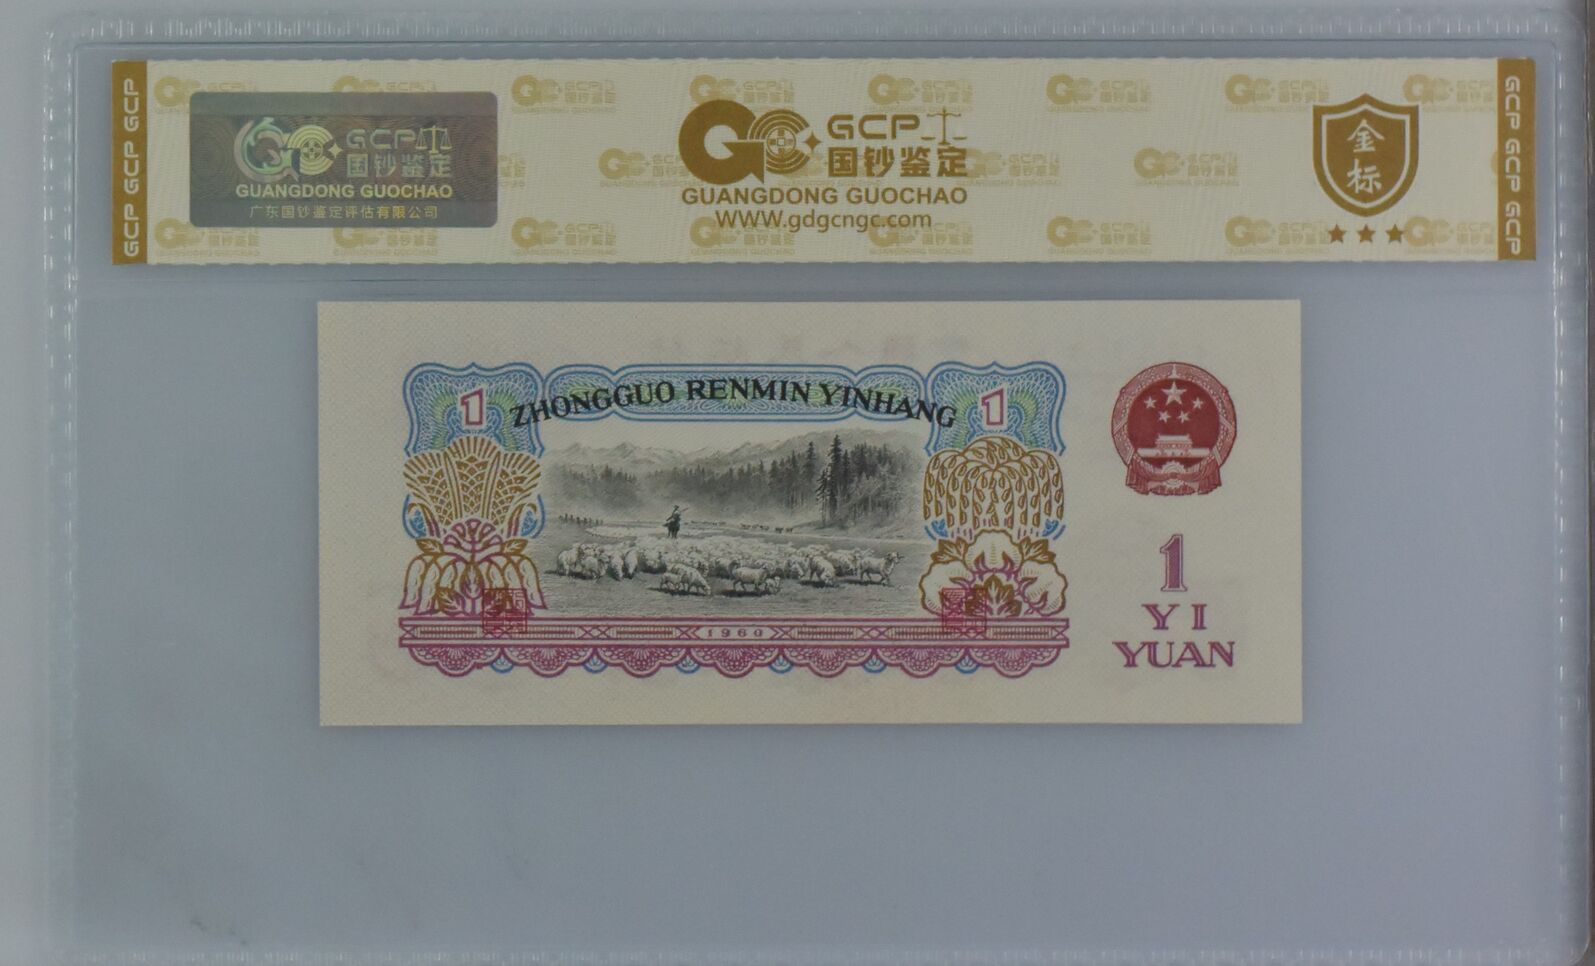 GCP GCP GCP
GCP
国钞鉴定
GUANGDONG GUOCHAO
广东国钞鉴定评估有限公司
GCP
国钞鉴定
GUANGDONG GUOCHAO
WWW.gdgcngc.com
金
标
GCP GCP GCP
1
ZHONGGUO RENMIN YINHANG
1
1
YI
YUAN
1960